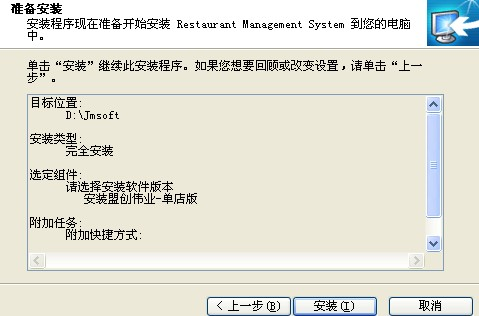 准备安装
安装程序现在准备开始安装 Restaurant Management System 到您的电脑
中。
单击“安装”继续此安装程序。如果您想要回顾或改变设置，请单击“上一
步”。
目标位置:
D:\Jmsoft
安装类型:
完全安装
选定组件:
请选择安装软件版本
安装盟创伟业-单店版
附加任务:
附加快捷方式:
< 上一步(B)
安装(I)
取消